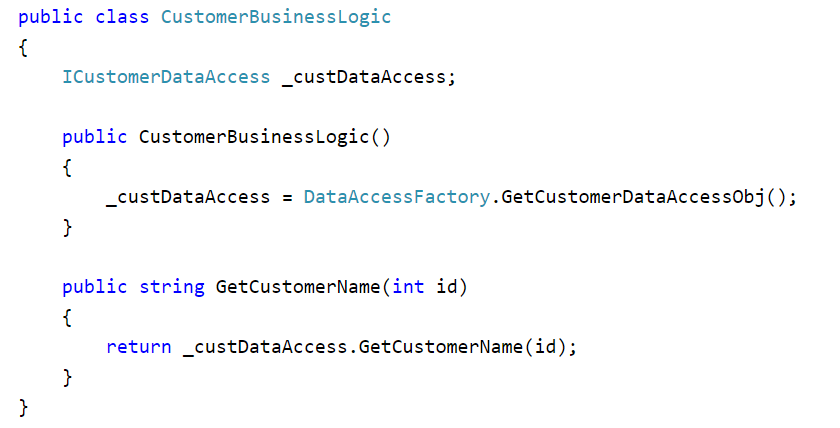 public class CustomerBusinessLogic
{
    ICustomerDataAccess _custDataAccess;

    public CustomerBusinessLogic()
    {
        _custDataAccess = DataAccessFactory.GetCustomerDataAccessObj();
    }

    public string GetCustomerName(int id)
    {
        return _custDataAccess.GetCustomerName(id);
    }
}